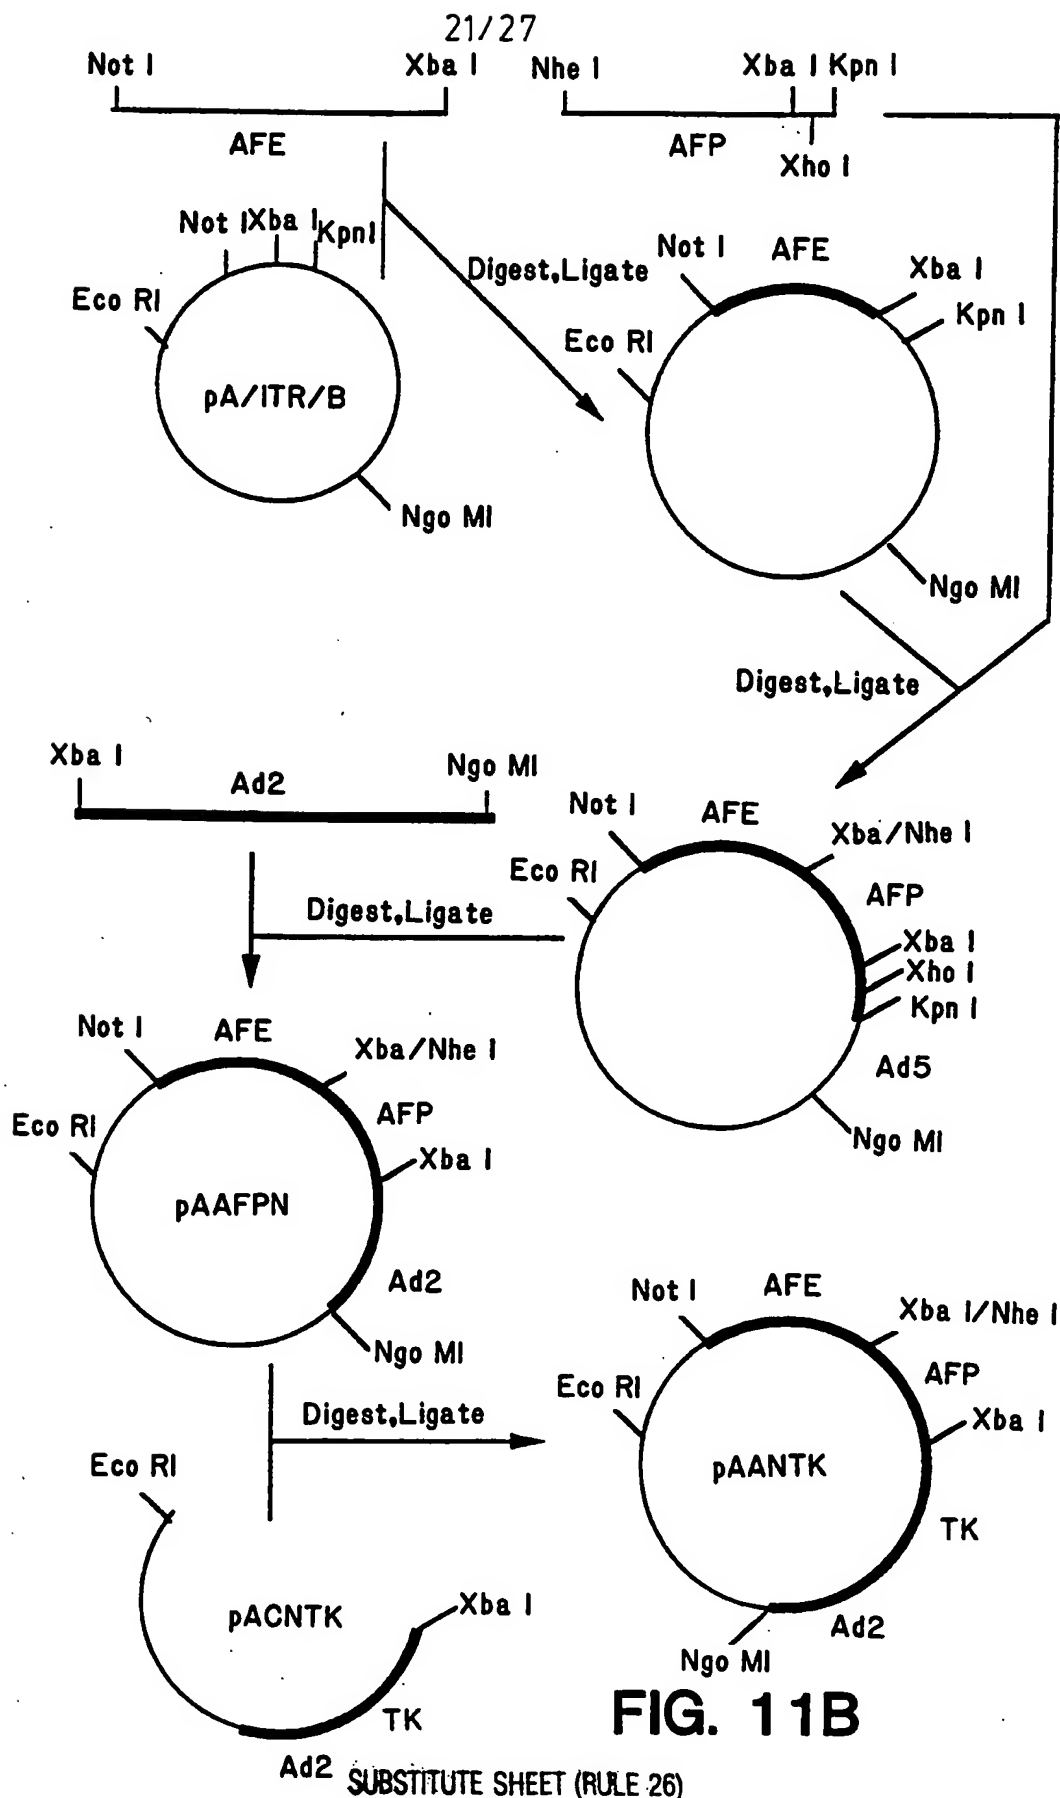 21/27
Not I
Xba I
Nhe I
Xba I
Kpn I
AFE
AFP
Xho I
Not I
Xba I
Kpn I
Eco RI
pA/ITR/B
Ngo MI
Digest,Ligate
Not I
AFE
Xba I
Kpn I
Eco RI
Ngo MI
Digest,Ligate
Xba I
Ad2
Ngo MI
Digest,Ligate
Not I
AFE
Xba/Nhe I
Eco RI
AFP
Xba I
Xho I
Kpn I
Ad5
Ngo MI
Not I
AFE
Xba/Nhe I
Eco RI
AFP
Xba I
pAAFPN
Ad2
Ngo MI
Digest,Ligate
Not I
AFE
Xba I/Nhe I
Eco RI
AFP
Xba I
pAANTK
TK
Ad2
Ngo MI
Eco RI
pACNTK
Xba I
TK
Ad2
FIG. 11B
SUBSTITUTE SHEET (RULE 26)